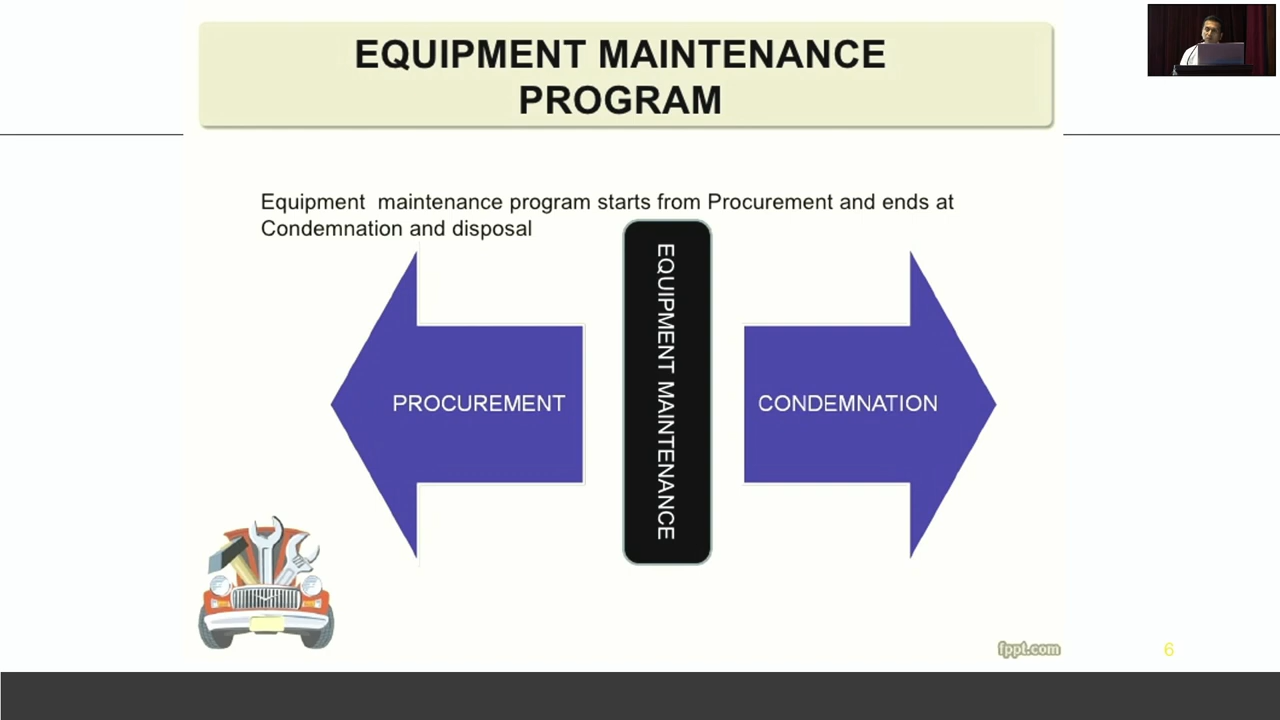 EQUIPMENT MAINTENANCE
PROGRAM
Equipment maintenance program starts from Procurement and ends at
Condemnation and disposal
PROCUREMENT
EQUIPMENT MAINTENANCE
CONDEMNATION
fppt.com
6